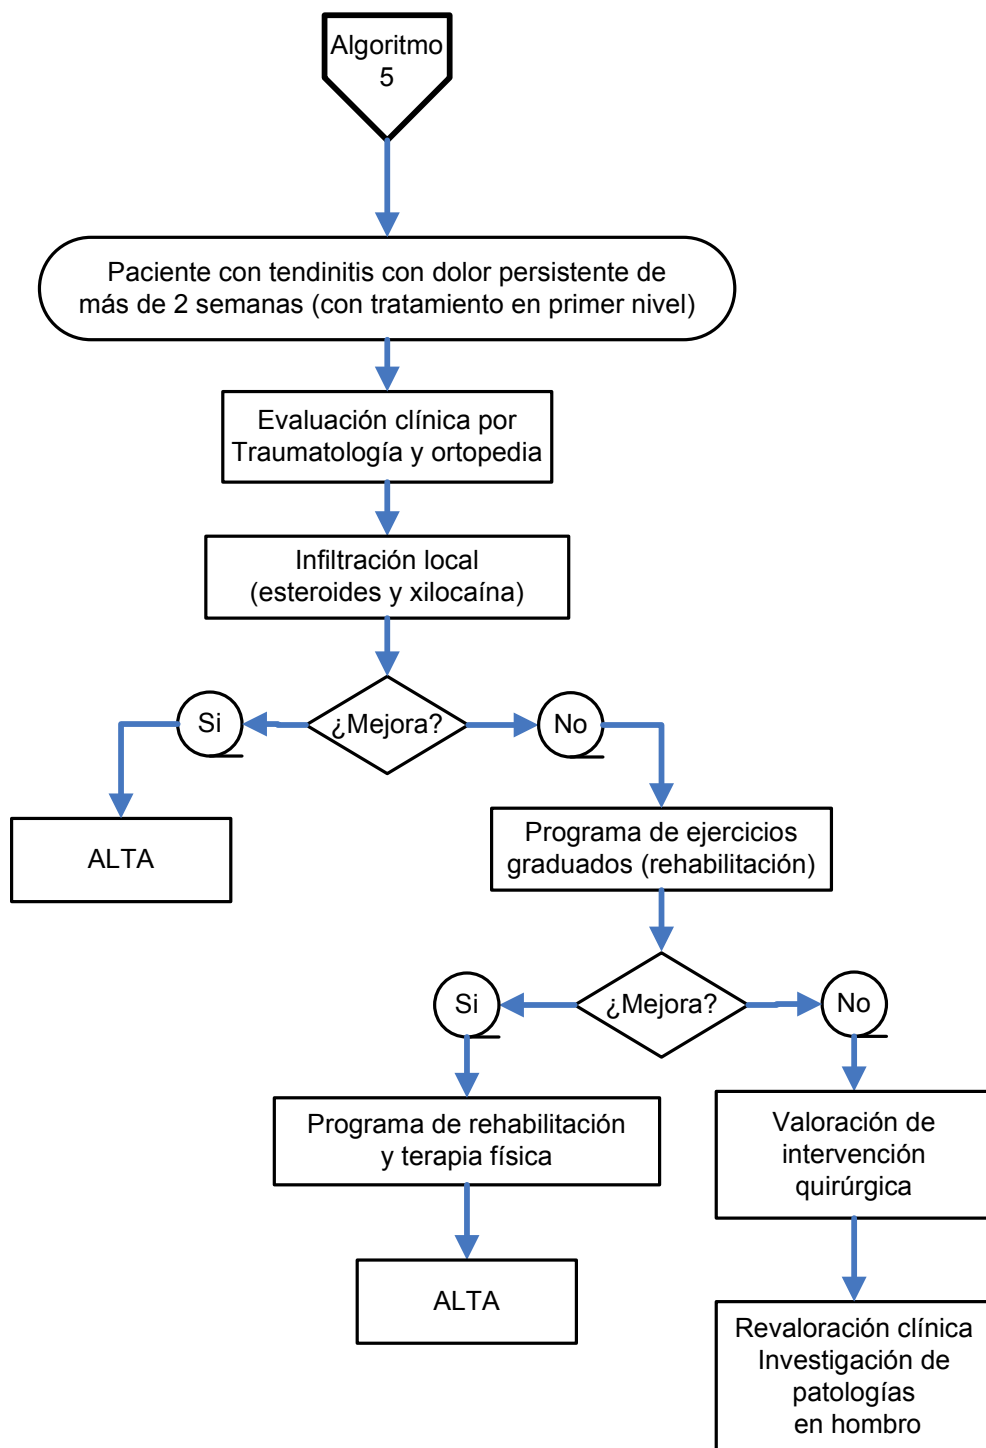 Algoritmo
5
Paciente con tendinitis con dolor persistente de
más de 2 semanas (con tratamiento en primer nivel)
Evaluación clínica por
Traumatología y ortopedia
Infiltración local
(esteroides y xilocaína)
Si
¿Mejora?
No
ALTA
Programa de ejercicios
graduados (rehabilitación)
Si
¿Mejora?
No
Programa de rehabilitación
y terapia física
Valoración de
intervención
quirúrgica
ALTA
Revaloración clínica
Investigación de
patologías
en hombro